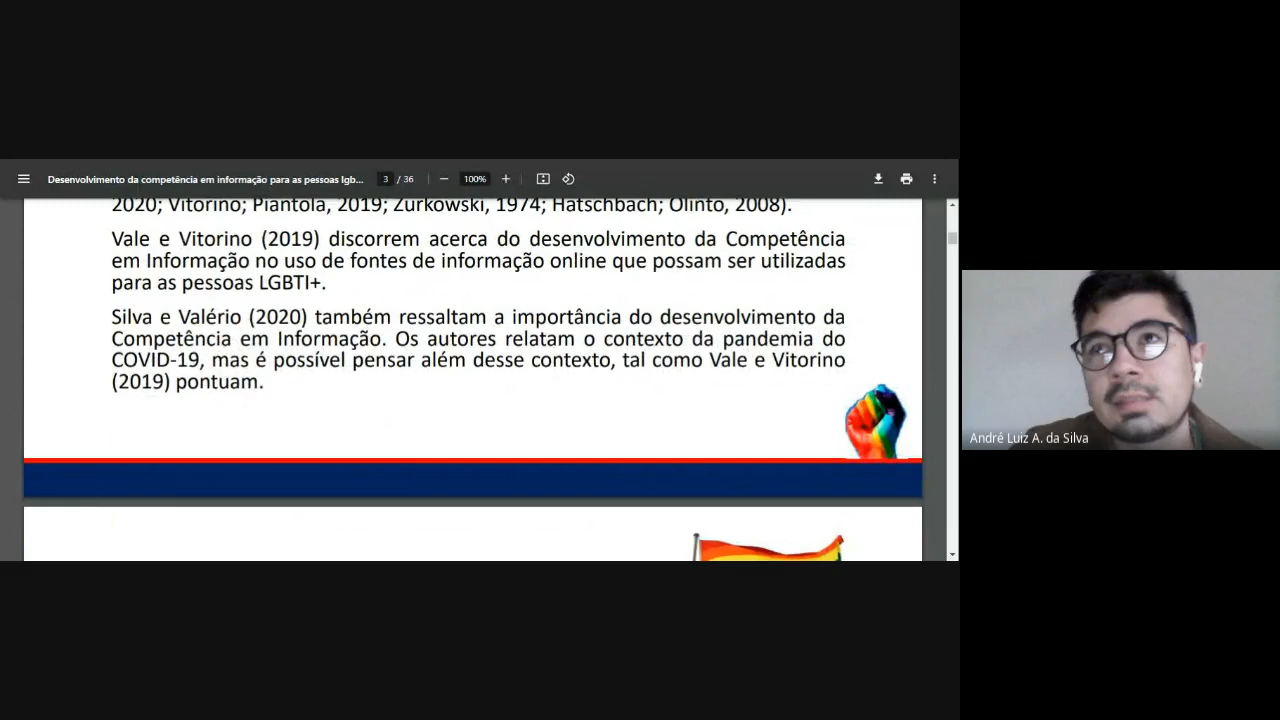 Desenvolvimento da competência em informação para as pessoas lgb...
3 / 36
100%
2020; Vitorino; Piantola, 2019; Zurkowski, 1974; Hatschbach; Olinto, 2008).
Vale e Vitorino (2019) discorrem acerca do desenvolvimento da Competência
em Informação no uso de fontes de informação online que possam ser utilizadas
para as pessoas LGBTI+.
Silva e Valério (2020) também ressaltam a importância do desenvolvimento da
Competência em Informação. Os autores relatam o contexto da pandemia do
COVID-19, mas é possível pensar além desse contexto, tal como Vale e Vitorino
(2019) pontuam.
André Luiz A. da Silva